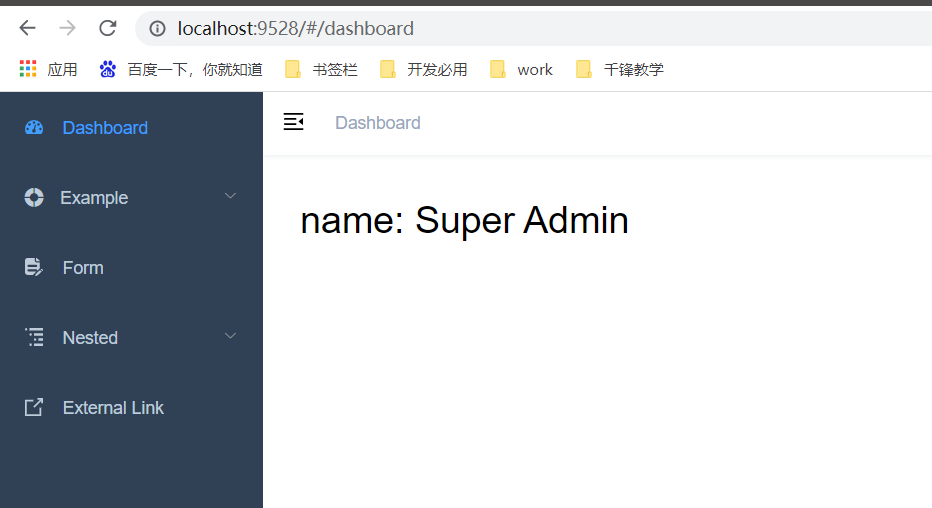 localhost:9528/#/dashboard
应用 百度一下，你就知道 书签栏 开发必用 work 千锋教学
Dashboard
Dashboard
Example
name: Super Admin
Form
Nested
External Link